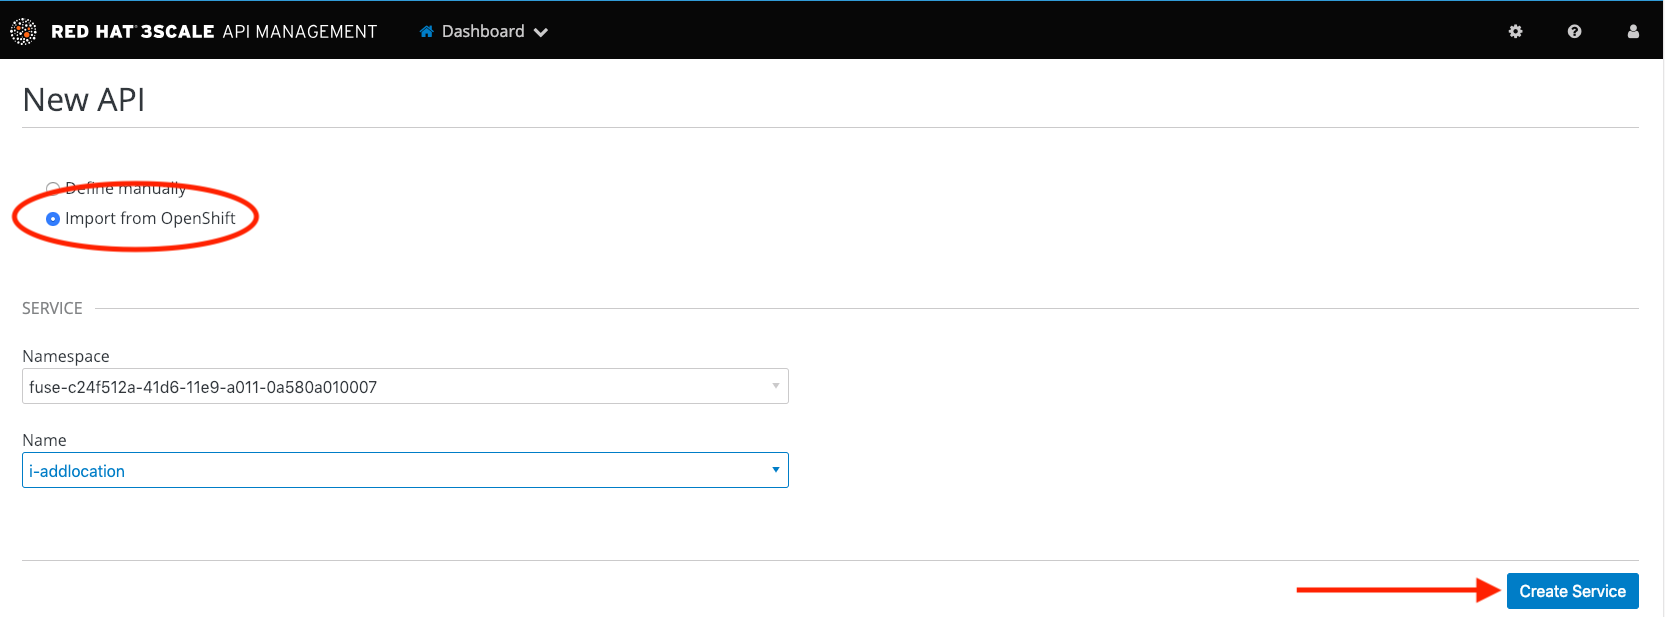 RED HAT 3SCALE API MANAGEMENT Dashboard
New API
Define manually
Import from OpenShift
SERVICE
Namespace
fuse-c24f512a-41d6-11e9-a011-0a580a010007
Name
i-addlocation
Create Service